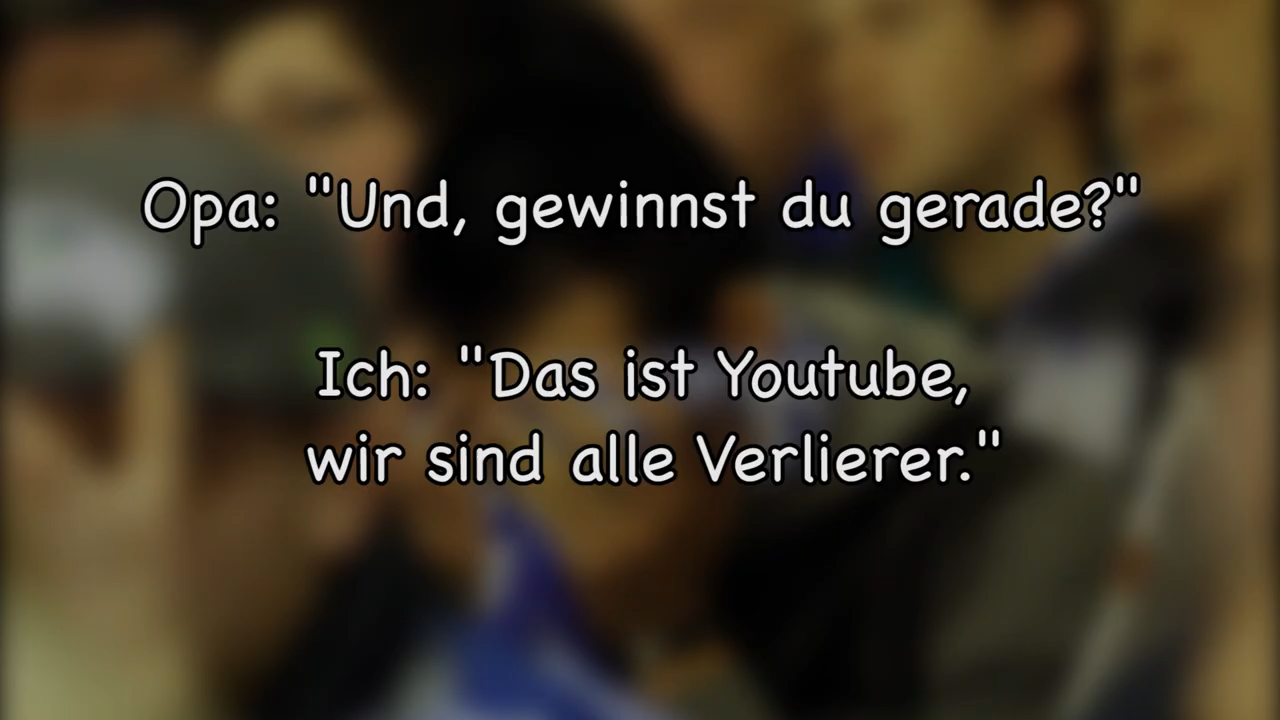 Opa: "Und, gewinnst du gerade?"
Ich: "Das ist Youtube,
wir sind alle Verlierer."